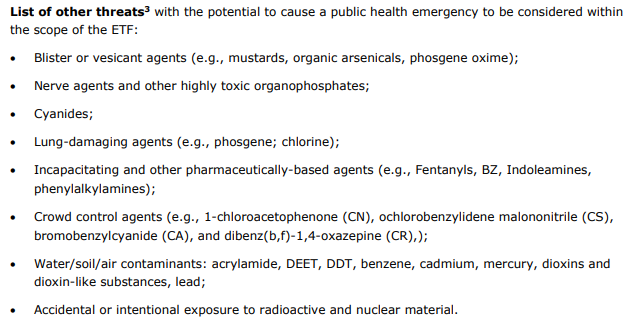 List of other threats³ with the potential to cause a public health emergency to be considered within
the scope of the ETF:
• Blister or vesicant agents (e.g., mustards, organic arsenicals, phosgene oxime);
• Nerve agents and other highly toxic organophosphates;
• Cyanides;
• Lung-damaging agents (e.g., phosgene; chlorine);
• Incapacitating and other pharmaceutically-based agents (e.g., Fentanyls, BZ, Indoleamines,
phenylalkylamines);
• Crowd control agents (e.g., 1-chloroacetophenone (CN), ochlorobenzylidene malononitrile (CS),
bromobenzylcyanide (CA), and dibenz(b,f)-1,4-oxazepine (CR),);
• Water/soil/air contaminants: acrylamide, DEET, DDT, benzene, cadmium, mercury, dioxins and
dioxin-like substances, lead;
• Accidental or intentional exposure to radioactive and nuclear material.